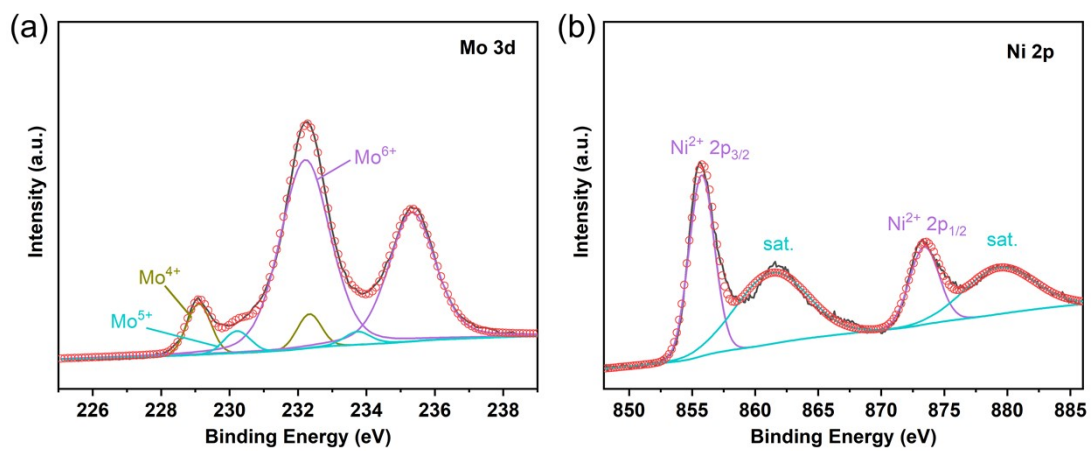 (a)
Mo 3d
Intensity (a.u.)
Mo⁶⁺
Mo⁴⁺
Mo⁵⁺
226 228 230 232 234 236 238
Binding Energy (eV)
(b)
Ni 2p
Intensity (a.u.)
Ni²⁺ 2p₃/₂
sat.
Ni²⁺ 2p₁/₂
sat.
850 855 860 865 870 875 880 885
Binding Energy (eV)